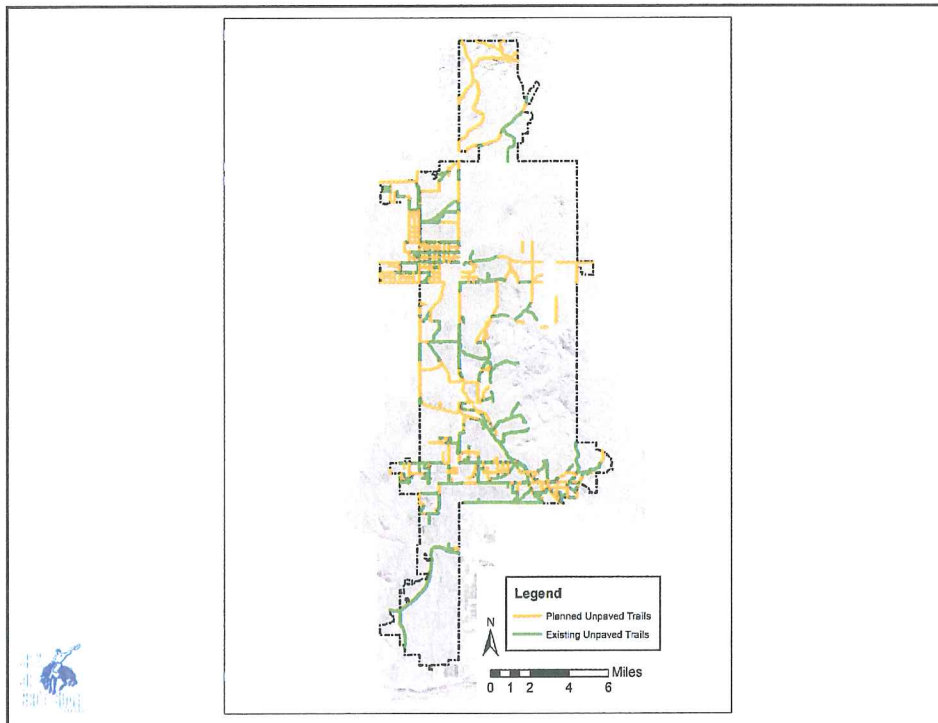 Legend
Planned Unpaved Trails
Existing Unpaved Trails
N
Miles
0 1 2 4 6